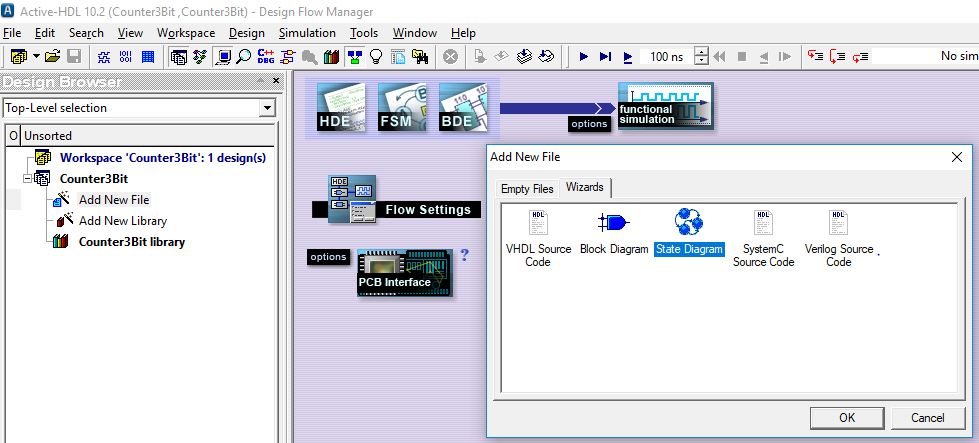 Active-HDL 10.2 (Counter3Bit ,Counter3Bit) - Design Flow Manager
File Edit Search View Workspace Design Simulation Tools Window Help
C++ DBG 100 ns No sim
Design Browser
Top-Level selection
O Unsorted
Workspace 'Counter3Bit': 1 design(s)
Counter3Bit
Add New File
Add New Library
Counter3Bit library
HDE FSM BDE
options
functional
simulation
HDE
Flow Settings
options
PCB Interface
?
Add New File
Empty Files Wizards
VHDL Source Code
Block Diagram
State Diagram
SystemC Source Code
Verilog Source Code
OK Cancel